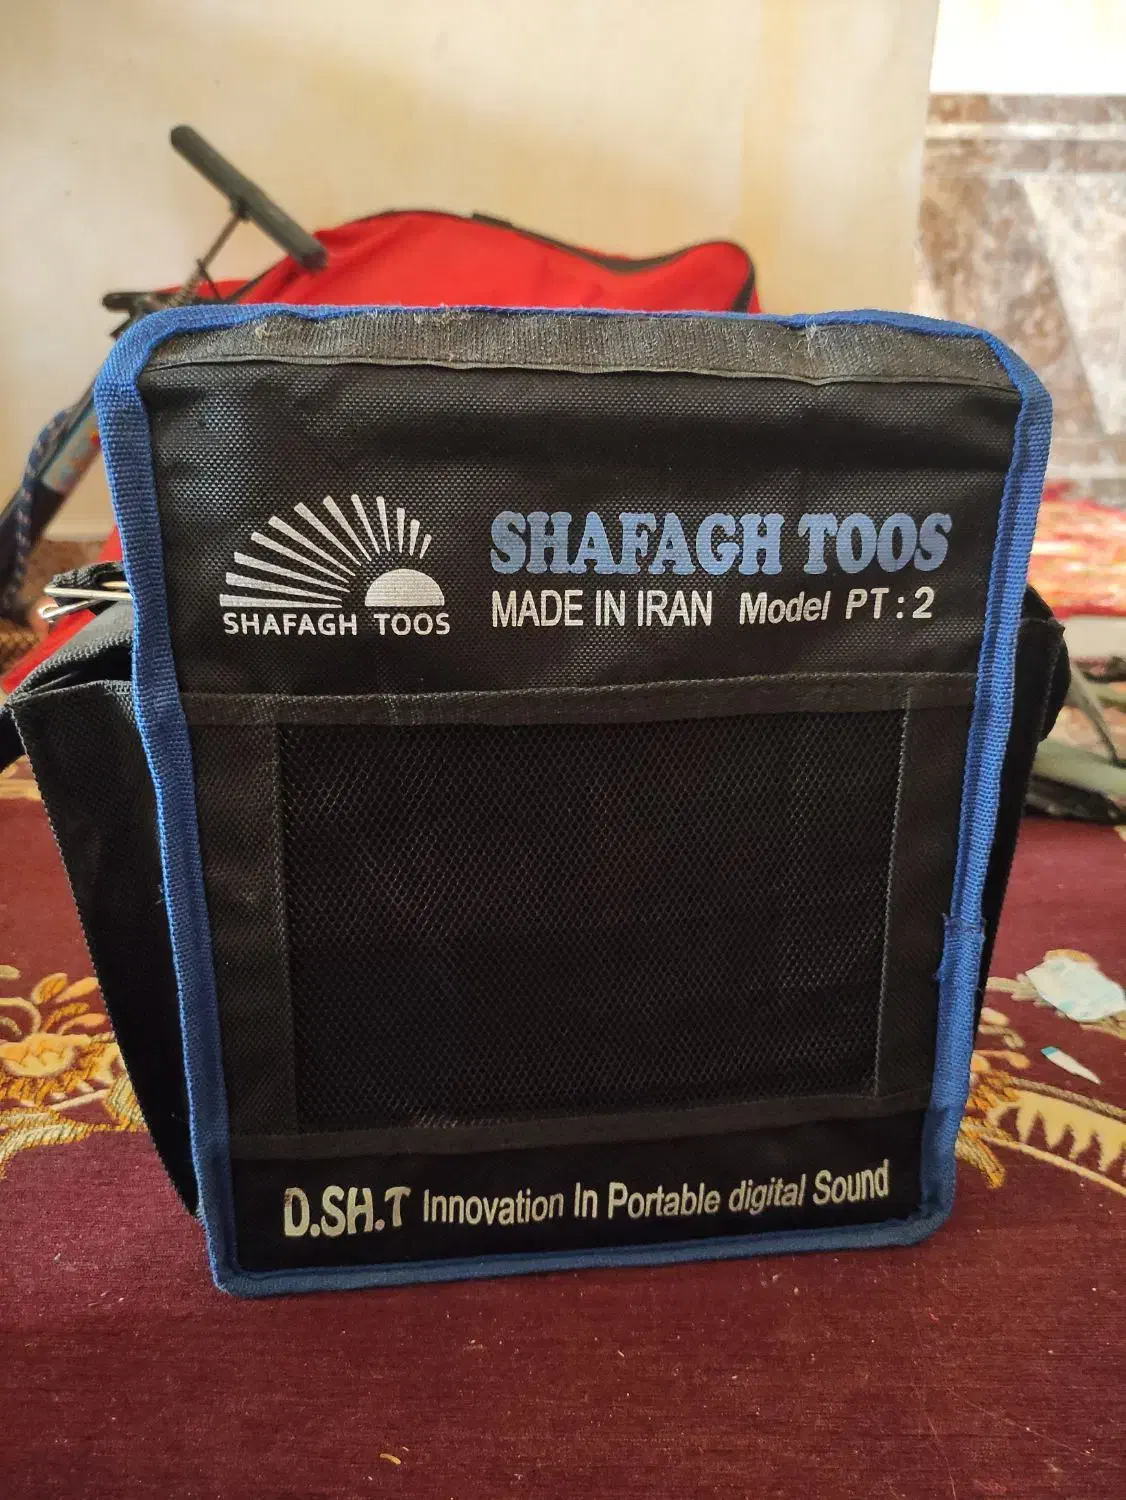 SHAFAGH TOOS
SHAFAGH TOOS
MADE IN IRAN Model PT : 2
D.SH.T Innovation In Portable digital Sound